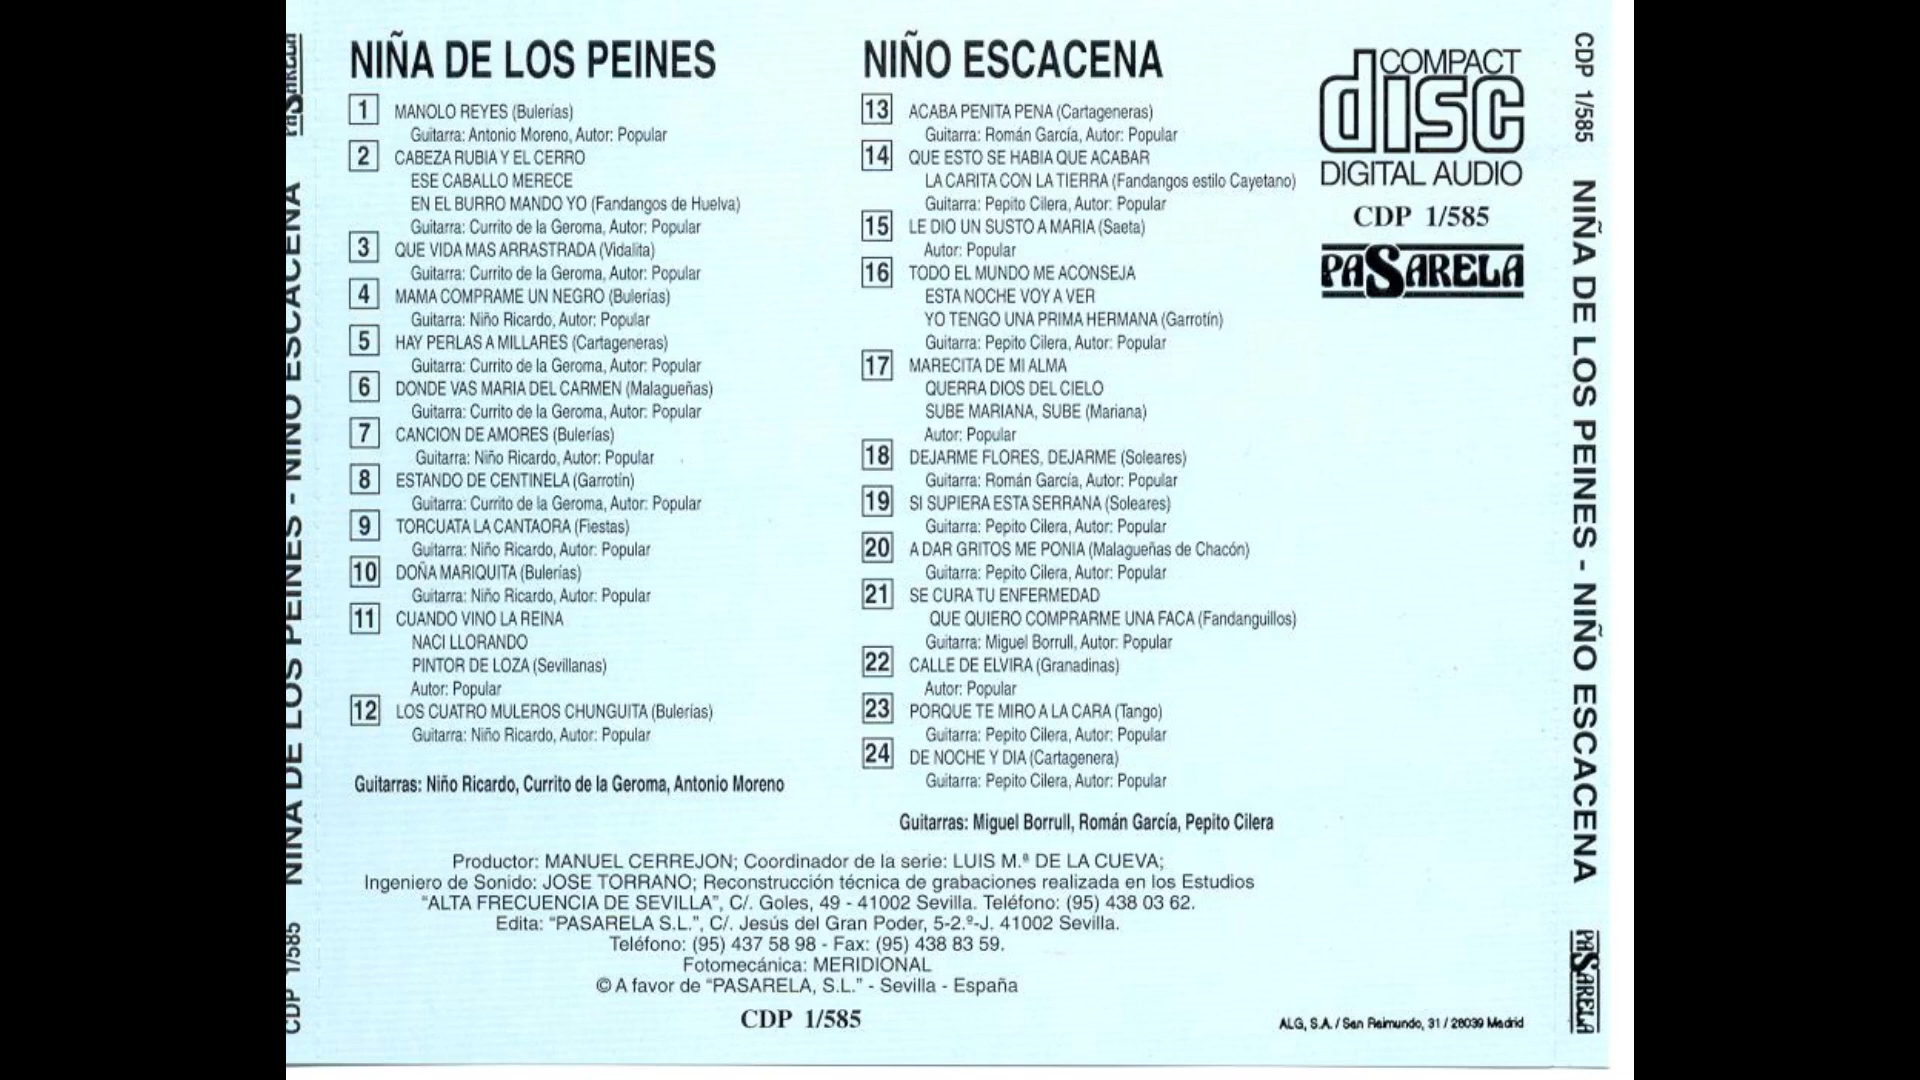 NIÑA DE LOS PEINES
1 MANOLO REYES (Bulerías)
Guitarra: Antonio Moreno, Autor: Popular
2 CABEZA RUBIA Y EL CERRO
ESE CABALLO MERECE
EN EL BURRO MANDO YO (Fandangos de Huelva)
Guitarra: Currito de la Geroma, Autor: Popular
3 QUE VIDA MAS ARRASTRADA (Vidalita)
Guitarra: Currito de la Geroma, Autor: Popular
4 MAMA COMPRAME UN NEGRO (Bulerías)
Guitarra: Niño Ricardo, Autor: Popular
5 HAY PERLAS A MILLARES (Cartageneras)
Guitarra: Currito de la Geroma, Autor: Popular
6 DONDE VAS MARIA DEL CARMEN (Malagueñas)
Guitarra: Currito de la Geroma, Autor: Popular
7 CANCION DE AMORES (Bulerías)
Guitarra: Niño Ricardo, Autor: Popular
8 ESTANDO DE CENTINELA (Garrotín)
Guitarra: Currito de la Geroma, Autor: Popular
9 TORCUATA LA CANTAORA (Fiestas)
Guitarra: Niño Ricardo, Autor: Popular
10 DOÑA MARIQUITA (Bulerías)
Guitarra: Niño Ricardo, Autor: Popular
11 CUANDO VINO LA REINA
NACI LLORANDO
PINTOR DE LOZA (Sevillanas)
Autor: Popular
12 LOS CUATRO MULEROS CHUNGUITA (Bulerías)
Guitarra: Niño Ricardo, Autor: Popular
Guitarras: Niño Ricardo, Currito de la Geroma, Antonio Moreno
NIÑO ESCACENA
13 ACABA PENITA PENA (Cartageneras)
Guitarra: Román García, Autor: Popular
14 QUE ESTO SE HABIA QUE ACABAR
LA CARITA CON LA TIERRA (Fandangos estilo Cayetano)
Guitarra: Pepito Cilera, Autor: Popular
15 LE DIO UN SUSTO A MARIA (Saeta)
Autor: Popular
16 TODO EL MUNDO ME ACONSEJA
ESTA NOCHE VOY A VER
YO TENGO UNA PRIMA HERMANA (Garrotín)
Guitarra: Pepito Cilera, Autor: Popular
17 MARECITA DE MI ALMA
QUERRA DIOS DEL CIELO
SUBE MARIANA, SUBE (Mariana)
Autor: Popular
18 DEJARME FLORES, DEJARME (Soleares)
Guitarra: Román García, Autor: Popular
19 SI SUPIERA ESTA SERRANA (Soleares)
Guitarra: Pepito Cilera, Autor: Popular
20 A DAR GRITOS ME PONIA (Malagueñas de Chacón)
Guitarra: Pepito Cilera, Autor: Popular
21 SE CURA TU ENFERMEDAD
QUE QUIERO COMPRARME UNA FACA (Fandanguillos)
Guitarra: Miguel Borrull, Autor: Popular
22 CALLE DE ELVIRA (Granadinas)
Autor: Popular
23 PORQUE TE MIRO A LA CARA (Tango)
Guitarra: Pepito Cilera, Autor: Popular
24 DE NOCHE Y DIA (Cartagenera)
Guitarra: Pepito Cilera, Autor: Popular
Guitarras: Miguel Borrull, Román García, Pepito Cilera
COMPACT
disc
DIGITAL AUDIO
CDP 1/585
PASARELA
Productor: MANUEL CERREJON; Coordinador de la serie: LUIS M.ª DE LA CUEVA;
Ingeniero de Sonido: JOSE TORRANO; Reconstrucción técnica de grabaciones realizada en los Estudios
"ALTA FRECUENCIA DE SEVILLA", C/. Goles, 49 - 41002 Sevilla. Teléfono: (95) 438 03 62.
Edita: "PASARELA S.L.", C/. Jesús del Gran Poder, 5-2.º-J. 41002 Sevilla.
Teléfono: (95) 437 58 98 - Fax: (95) 438 83 59.
Fotomecánica: MERIDIONAL
© A favor de "PASARELA, S.L." - Sevilla - España
CDP 1/585
ALG, S.A. / San Raimundo, 31 / 28039 Madrid
CDP 1/585 NIÑA DE LOS PEINES - NIÑO ESCACENA PASARELA
CDP 1/585 NIÑA DE LOS PEINES - NIÑO ESCACENA PASARELA